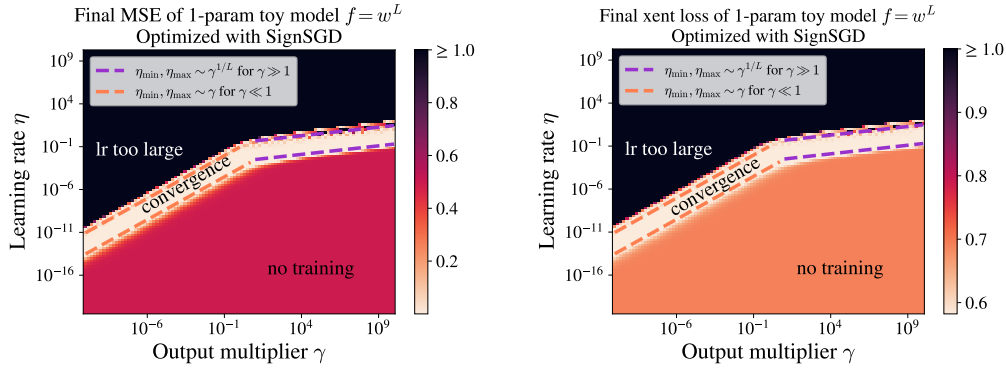 Final MSE of 1-param toy model f = w^L
Optimized with SignSGD
Learning rate η
10^9
10^4
10^−1
10^−6
10^−11
10^−16
η_min, η_max ∼ γ^{1/L} for γ ≫ 1
η_min, η_max ∼ γ for γ ≪ 1
lr too large
convergence
no training
10^−6
10^−1
10^4
10^9
Output multiplier γ
≥ 1.0
0.8
0.6
0.4
0.2
Final xent loss of 1-param toy model f = w^L
Optimized with SignSGD
Learning rate η
10^9
10^4
10^−1
10^−6
10^−11
10^−16
η_min, η_max ∼ γ^{1/L} for γ ≫ 1
η_min, η_max ∼ γ for γ ≪ 1
lr too large
convergence
no training
10^−6
10^−1
10^4
10^9
Output multiplier γ
≥ 1.0
0.9
0.8
0.7
0.6